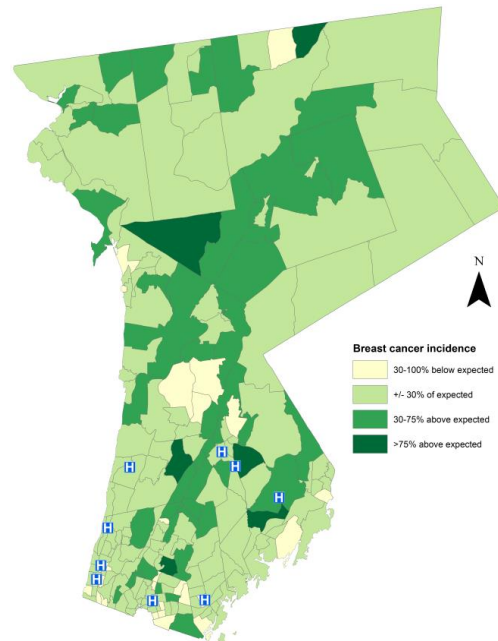 N
Breast cancer incidence
30-100% below expected
+/- 30% of expected
30-75% above expected
>75% above expected
H
H
H
H
H
H
H
H
H